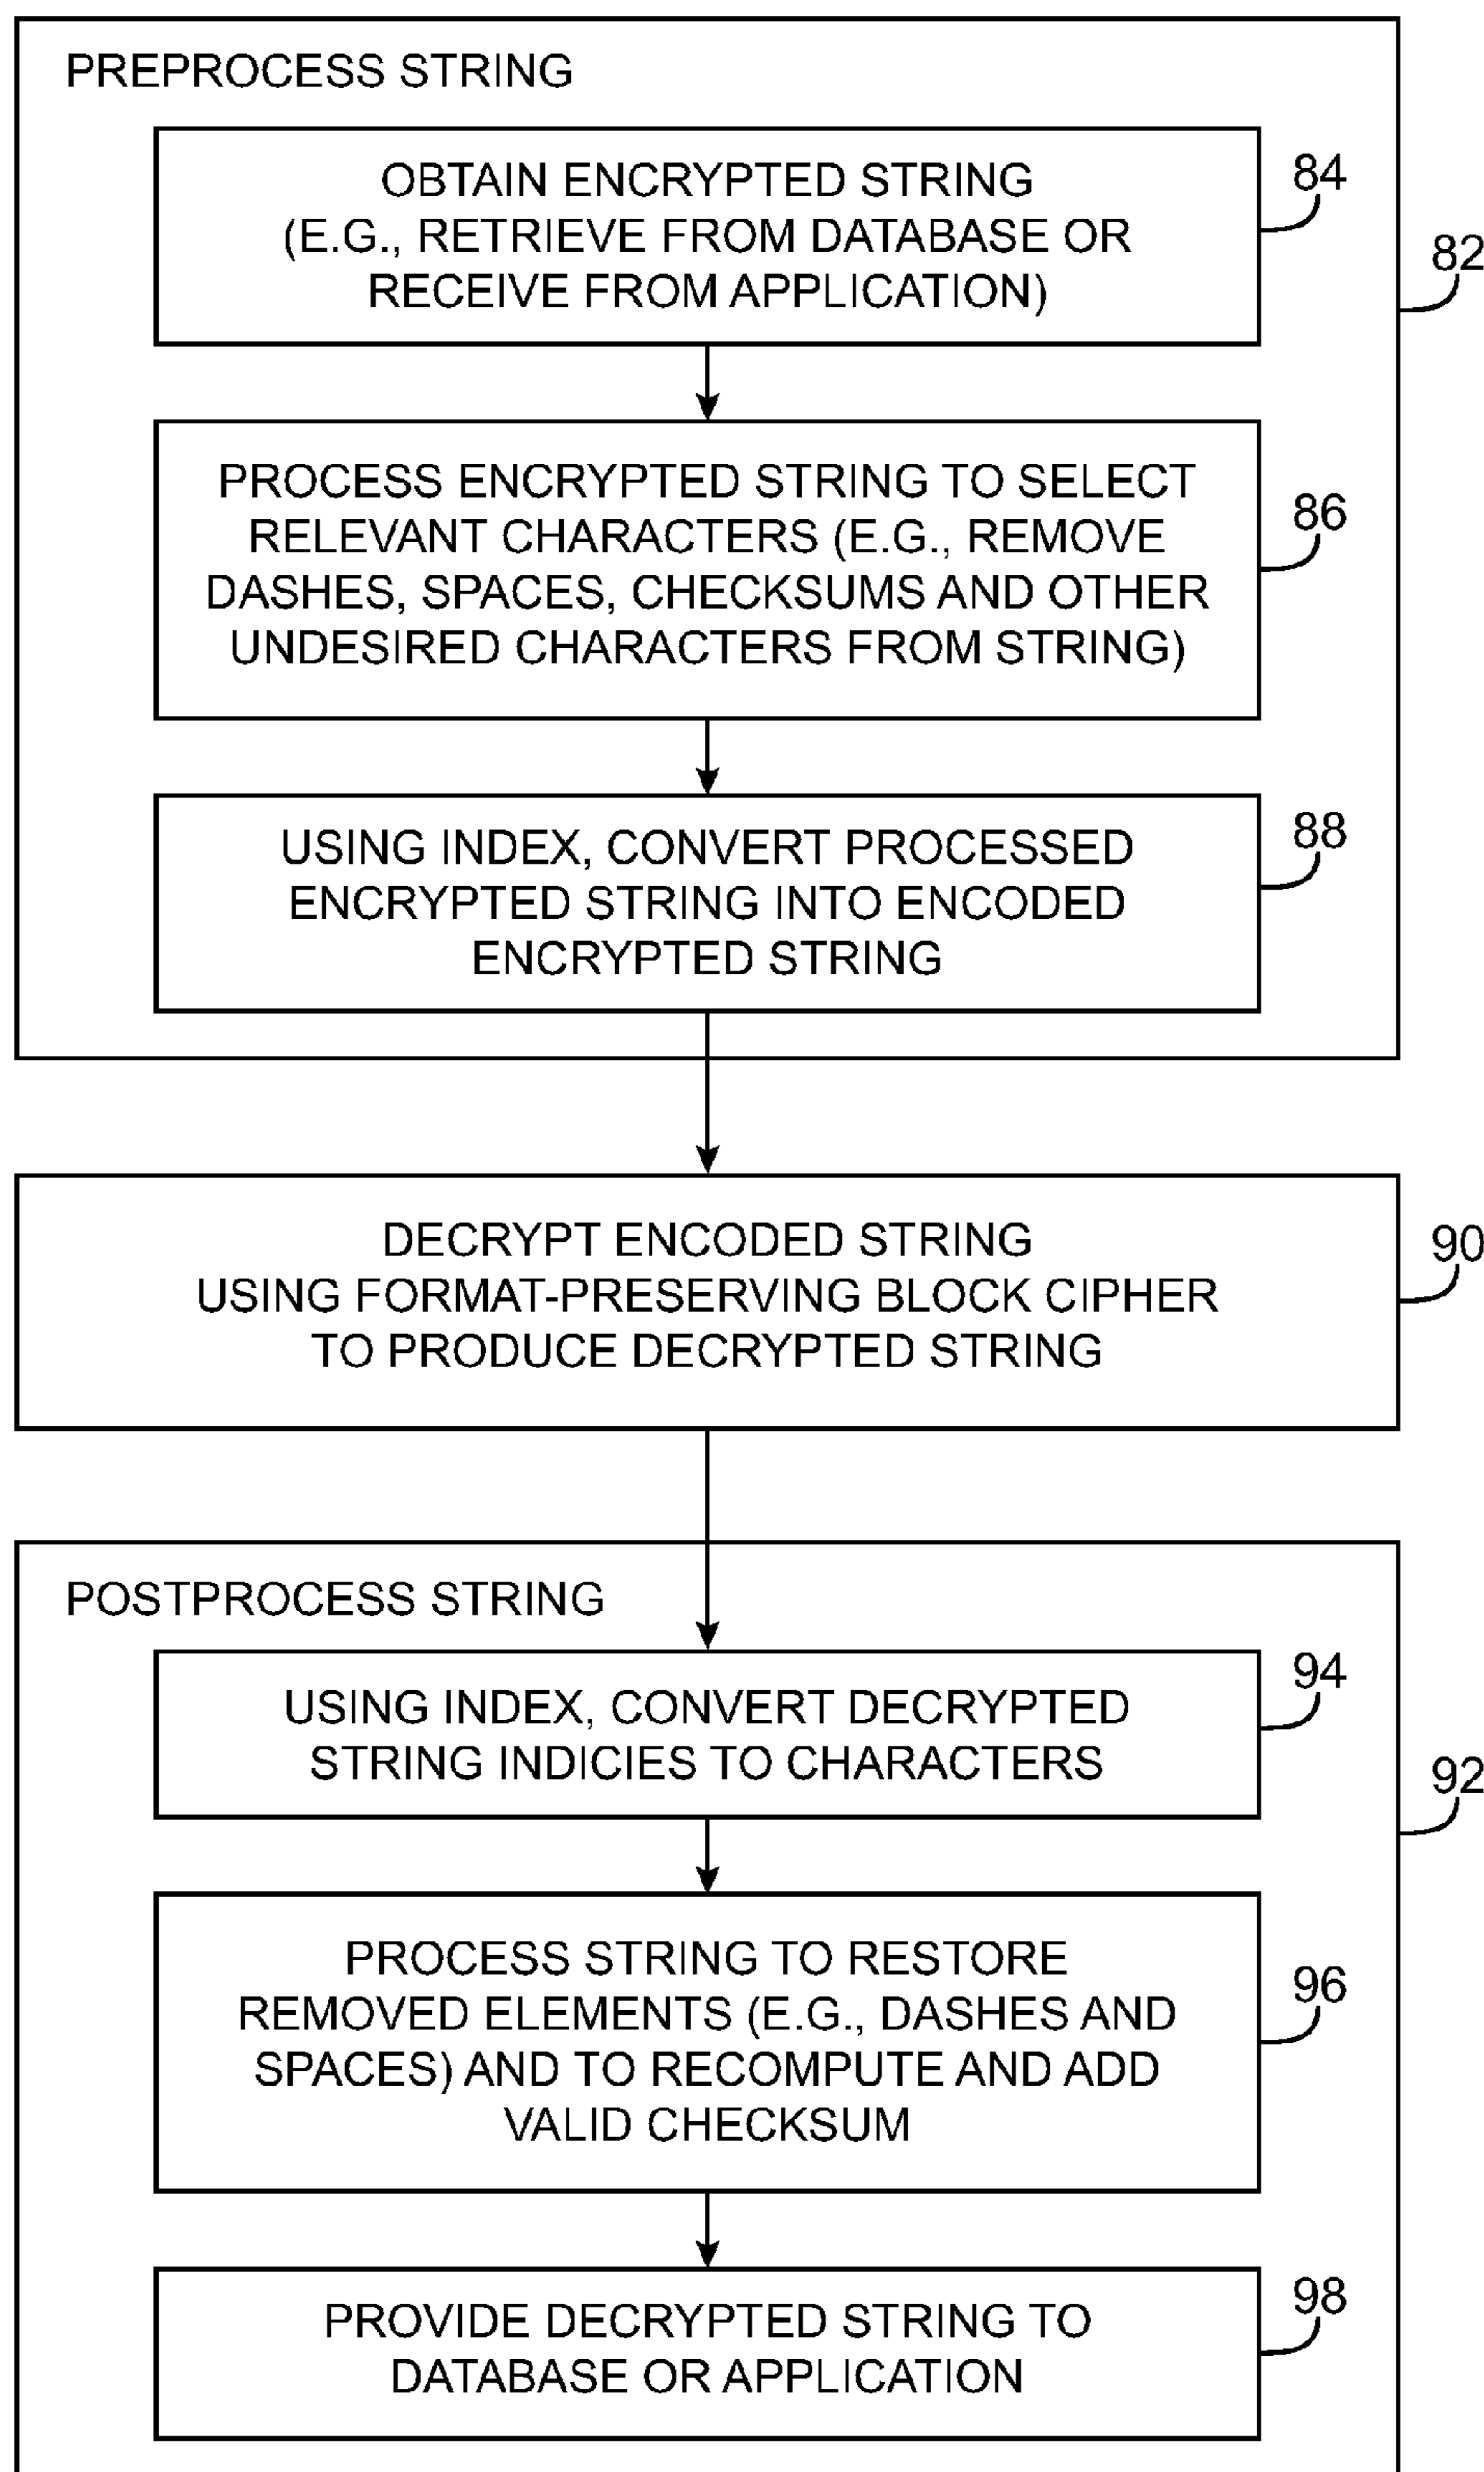 PREPROCESS STRING
OBTAIN ENCRYPTED STRING
(E.G., RETRIEVE FROM DATABASE OR
RECEIVE FROM APPLICATION)
84
82
PROCESS ENCRYPTED STRING TO SELECT
RELEVANT CHARACTERS (E.G., REMOVE
DASHES, SPACES, CHECKSUMS AND OTHER
UNDESIRED CHARACTERS FROM STRING)
86
USING INDEX, CONVERT PROCESSED
ENCRYPTED STRING INTO ENCODED
ENCRYPTED STRING
88
DECRYPT ENCODED STRING
USING FORMAT-PRESERVING BLOCK CIPHER
TO PRODUCE DECRYPTED STRING
90
POSTPROCESS STRING
USING INDEX, CONVERT DECRYPTED
STRING INDICIES TO CHARACTERS
94
92
PROCESS STRING TO RESTORE
REMOVED ELEMENTS (E.G., DASHES AND
SPACES) AND TO RECOMPUTE AND ADD
VALID CHECKSUM
96
PROVIDE DECRYPTED STRING TO
DATABASE OR APPLICATION
98